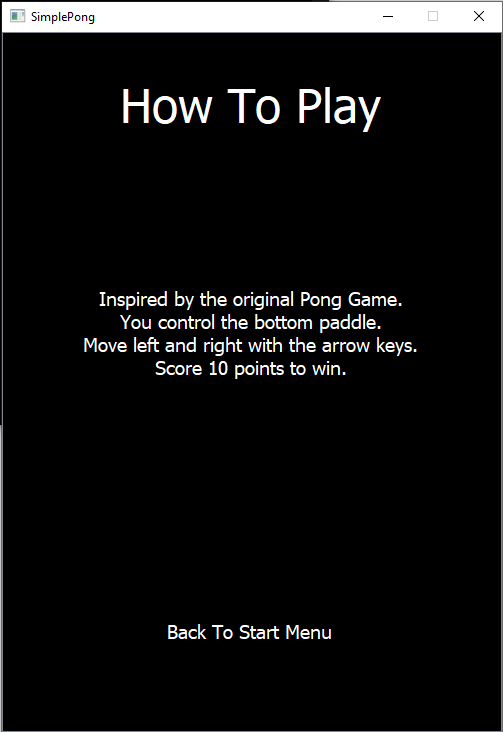 SimplePong
How To Play
Inspired by the original Pong Game.
You control the bottom paddle.
Move left and right with the arrow keys.
Score 10 points to win.
Back To Start Menu